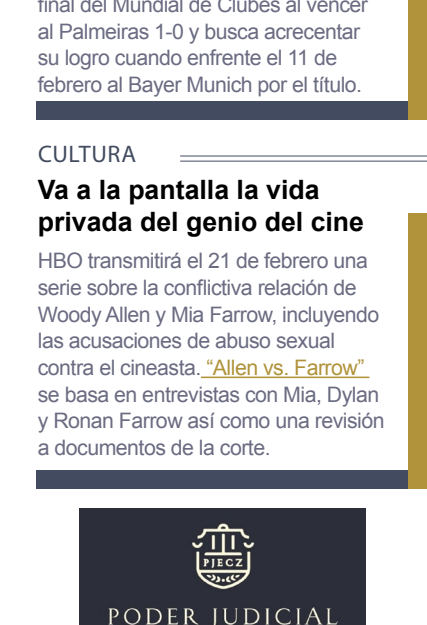 final del Mundial de Clubes al vencer
al Palmeiras 1-0 y busca acrecentar
su logro cuando enfrente el 11 de
febrero al Bayer Munich por el título.
CULTURA
Va a la pantalla la vida
privada del genio del cine
HBO transmitirá el 21 de febrero una
serie sobre la conflictiva relación de
Woody Allen y Mia Farrow, incluyendo
las acusaciones de abuso sexual
contra el cineasta. “Allen vs. Farrow”
se basa en entrevistas con Mia, Dylan
y Ronan Farrow así como una revisión
a documentos de la corte.
PJECZ
PODER JUDICIAL